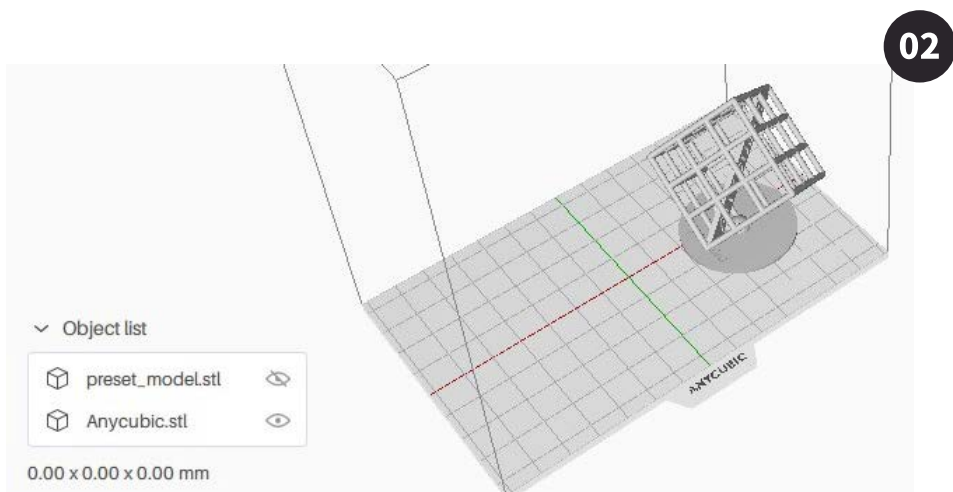 02
ANYCUBIC
Object list
preset_model.stl
Anycubic.stl
0.00 x 0.00 x 0.00 mm